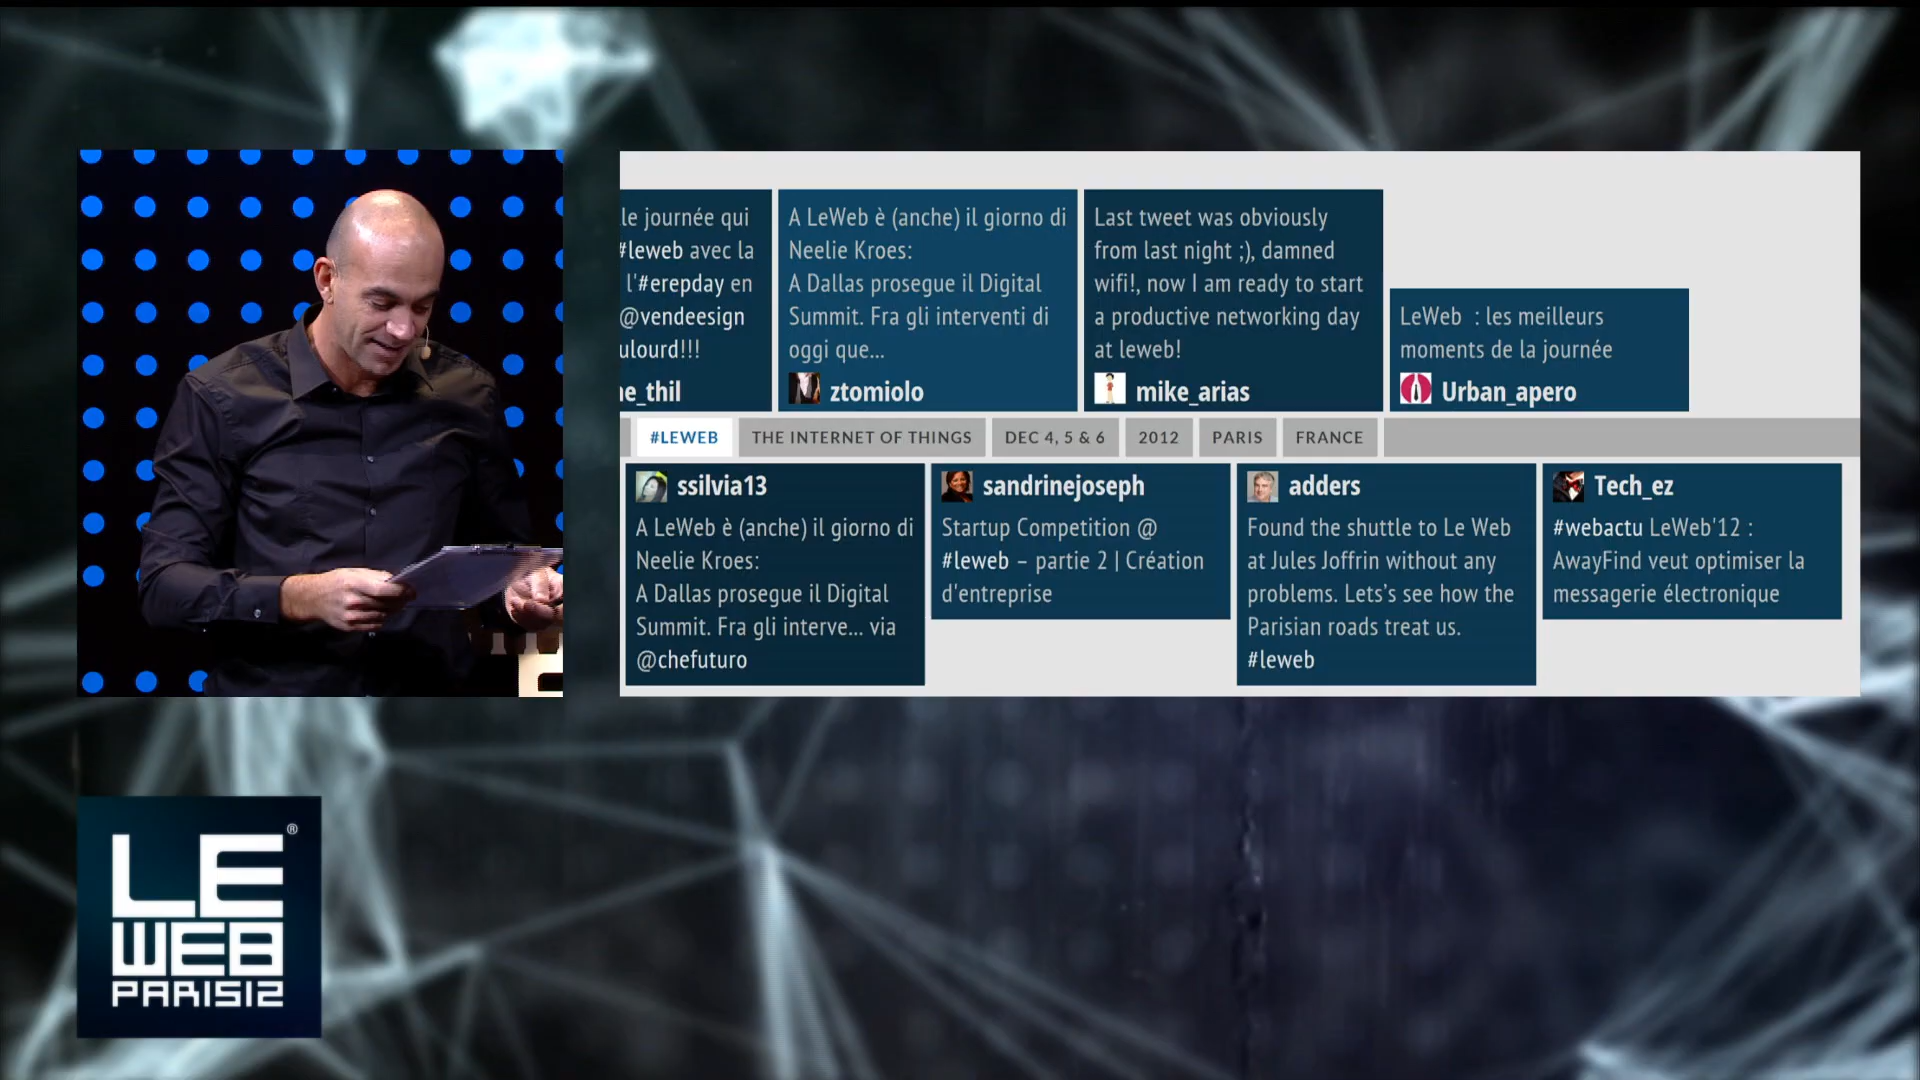 le journée qui
#leweb avec la
l'#erepday en
@vendeesign
ulourd!!!
ne_thil
A LeWeb è (anche) il giorno di
Neelie Kroes:
A Dallas prosegue il Digital
Summit. Fra gli interventi di
oggi que...
ztomiolo
Last tweet was obviously
from last night ;), damned
wifi!, now I am ready to start
a productive networking day
at leweb!
mike_arias
LeWeb : les meilleurs
moments de la journée
Urban_apero
#LEWEB
THE INTERNET OF THINGS
DEC 4, 5 & 6
2012
PARIS
FRANCE
ssilvia13
A LeWeb è (anche) il giorno di
Neelie Kroes:
A Dallas prosegue il Digital
Summit. Fra gli interve... via
@chefuturo
sandrinejoseph
Startup Competition @
#leweb – partie 2 | Création
d'entreprise
adders
Found the shuttle to Le Web
at Jules Joffrin without any
problems. Lets's see how the
Parisian roads treat us.
#leweb
Tech_ez
#webactu LeWeb'12 :
AwayFind veut optimiser la
messagerie électronique
LE®
WEB
PARIS12